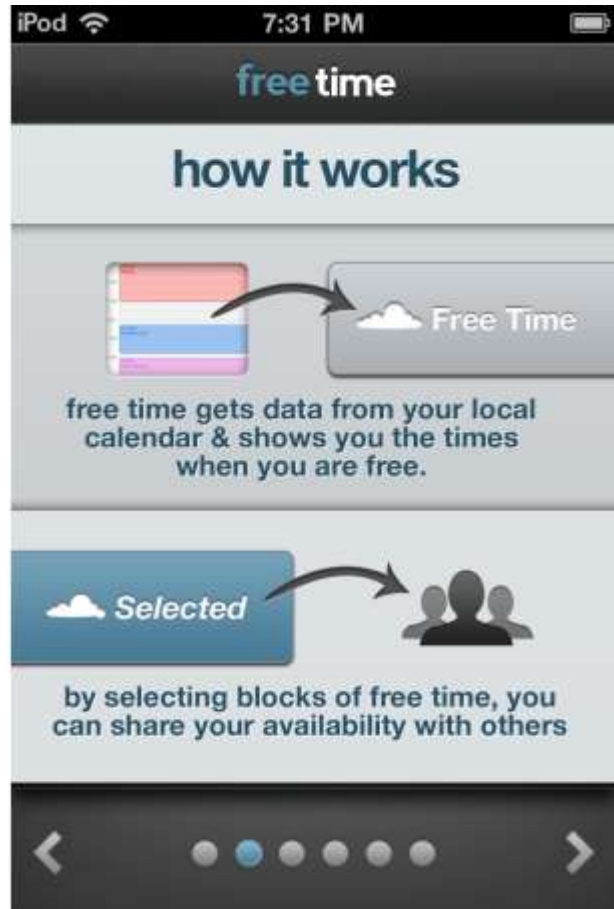 iPod 7:31 PM
free time
how it works
Free Time
free time gets data from your local
calendar & shows you the times
when you are free.
Selected
by selecting blocks of free time, you
can share your availability with others